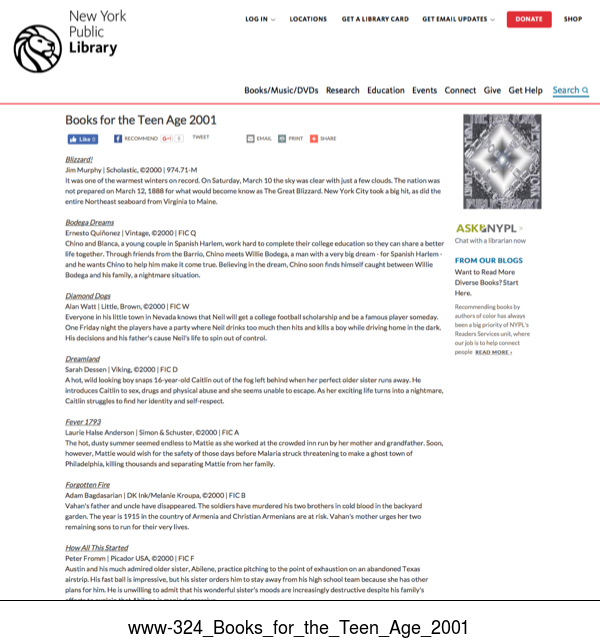 New York
Public
Library
LOG IN
LOCATIONS
GET A LIBRARY CARD
GET EMAIL UPDATES
DONATE
SHOP
Books/Music/DVDs Research Education Events Connect Give Get Help Search
Books for the Teen Age 2001
Like 0
RECOMMEND
G+1
0
TWEET
EMAIL
PRINT
SHARE
Blizzard!
Jim Murphy | Scholastic, ©2000 | 974.71-M
It was one of the warmest winters on record. On Saturday, March 10 the sky was clear with just a few clouds. The nation was
not prepared on March 12, 1888 for what would become know as The Great Blizzard. New York City took a big hit, as did the
entire Northeast seaboard from Virginia to Maine.
Bodega Dreams
Ernesto Quiñonez | Vintage, ©2000 | FIC Q
Chino and Blanca, a young couple in Spanish Harlem, work hard to complete their college education so they can share a better
life together. Through friends from the Barrio, Chino meets Willie Bodega, a man with a very big dream - for Spanish Harlem -
and he wants Chino to help him make it come true. Believing in the dream, Chino soon finds himself caught between Willie
Bodega and his family, a nightmare situation.
Diamond Dogs
Alan Watt | Little, Brown, ©2000 | FIC W
Everyone in his little town in Nevada knows that Neil will get a college football scholarship and be a famous player someday.
One Friday night the players have a party where Neil drinks too much then hits and kills a boy while driving home in the dark.
His decisions and his father's cause Neil's life to spin out of control.
Dreamland
Sarah Dessen | Viking, ©2000 | FIC D
A hot, wild looking boy snaps 16-year-old Caitlin out of the fog left behind when her perfect older sister runs away. He
introduces Caitlin to sex, drugs and physical abuse and she seems unable to escape. As her exciting life turns into a nightmare,
Caitlin struggles to find her identity and self-respect.
Fever 1793
Laurie Halse Anderson | Simon & Schuster, ©2000 | FIC A
The hot, dusty summer seemed endless to Mattie as she worked at the crowded inn run by her mother and grandfather. Soon,
however, Mattie would wish for the safety of those days before Malaria struck threatening to make a ghost town of
Philadelphia, killing thousands and separating Mattie from her family.
Forgotten Fire
Adam Bagdasarian | DK Ink/Melanie Kroupa, ©2000 | FIC B
Vahan's father and uncle have disappeared. The soldiers have murdered his two brothers in cold blood in the backyard
garden. The year is 1915 in the country of Armenia and Christian Armenians are at risk. Vahan's mother urges her two
remaining sons to run for their very lives.
How All This Started
Peter Fromm | Picador USA, ©2000 | FIC F
Austin and his much admired older sister, Abilene, practice pitching to the point of exhaustion on an abandoned Texas
airstrip. His fast ball is impressive, but his sister orders him to stay away from his high school team because she has other
plans for him. He is unwilling to admit that his wonderful sister's moods are increasingly destructive despite his family's
ASK NYPL
Chat with a librarian now
FROM OUR BLOGS
Want to Read More
Diverse Books? Start
Here.
Recommending books by
authors of color has always
been a big priority of NYPL's
Readers Services unit, where
our job is to help connect
people READ MORE ›
www-324_Books_for_the_Teen_Age_2001